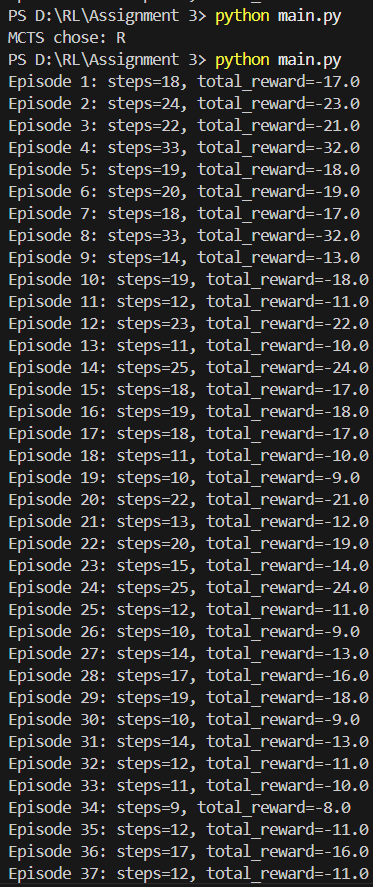 PS D:\RL\Assignment 3> python main.py
MCTS chose: R
PS D:\RL\Assignment 3> python main.py
Episode 1: steps=18, total_reward=-17.0
Episode 2: steps=24, total_reward=-23.0
Episode 3: steps=22, total_reward=-21.0
Episode 4: steps=33, total_reward=-32.0
Episode 5: steps=19, total_reward=-18.0
Episode 6: steps=20, total_reward=-19.0
Episode 7: steps=18, total_reward=-17.0
Episode 8: steps=33, total_reward=-32.0
Episode 9: steps=14, total_reward=-13.0
Episode 10: steps=19, total_reward=-18.0
Episode 11: steps=12, total_reward=-11.0
Episode 12: steps=23, total_reward=-22.0
Episode 13: steps=11, total_reward=-10.0
Episode 14: steps=25, total_reward=-24.0
Episode 15: steps=18, total_reward=-17.0
Episode 16: steps=19, total_reward=-18.0
Episode 17: steps=18, total_reward=-17.0
Episode 18: steps=11, total_reward=-10.0
Episode 19: steps=10, total_reward=-9.0
Episode 20: steps=22, total_reward=-21.0
Episode 21: steps=13, total_reward=-12.0
Episode 22: steps=20, total_reward=-19.0
Episode 23: steps=15, total_reward=-14.0
Episode 24: steps=25, total_reward=-24.0
Episode 25: steps=12, total_reward=-11.0
Episode 26: steps=10, total_reward=-9.0
Episode 27: steps=14, total_reward=-13.0
Episode 28: steps=17, total_reward=-16.0
Episode 29: steps=19, total_reward=-18.0
Episode 30: steps=10, total_reward=-9.0
Episode 31: steps=14, total_reward=-13.0
Episode 32: steps=12, total_reward=-11.0
Episode 33: steps=11, total_reward=-10.0
Episode 34: steps=9, total_reward=-8.0
Episode 35: steps=12, total_reward=-11.0
Episode 36: steps=17, total_reward=-16.0
Episode 37: steps=12, total_reward=-11.0